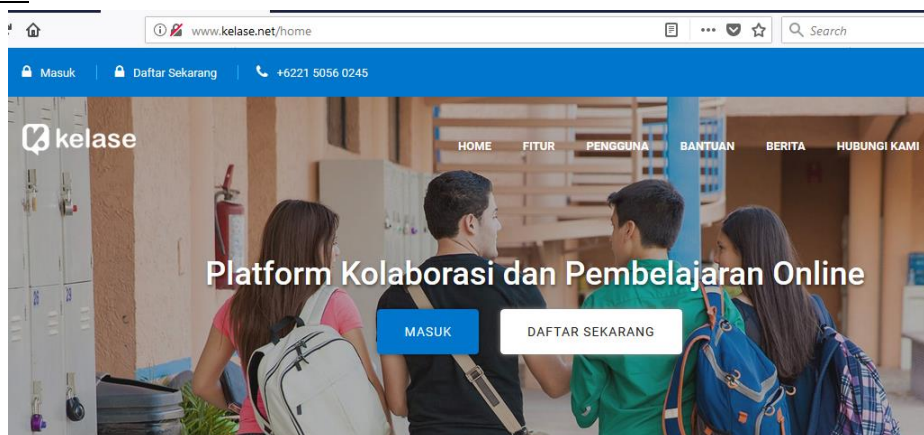 www.kelase.net/home
Search
Masuk
Daftar Sekarang
+6221 5056 0245
kelase
HOME FITUR PENGGUNA BANTUAN BERITA HUBUNGI KAMI
Platform Kolaborasi dan Pembelajaran Online
MASUK
DAFTAR SEKARANG